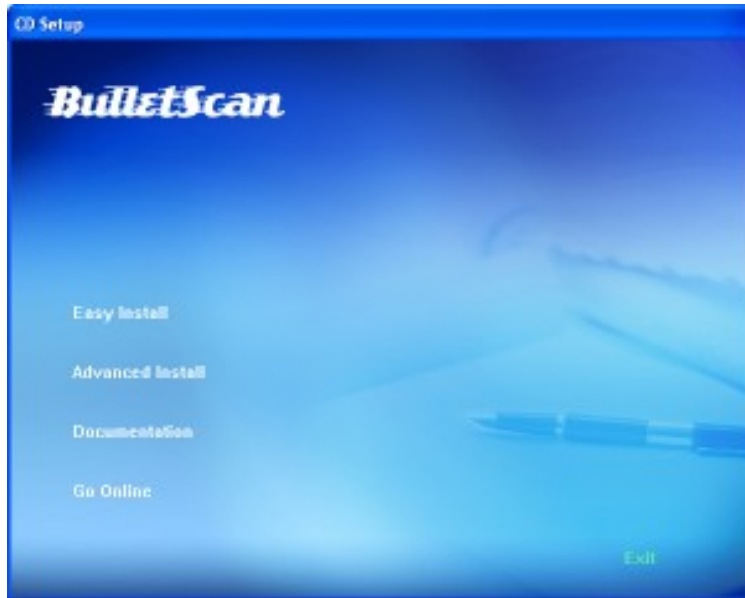 CD Setup
BulletScan
Easy Install
Advanced Install
Documentation
Go Online
Exit